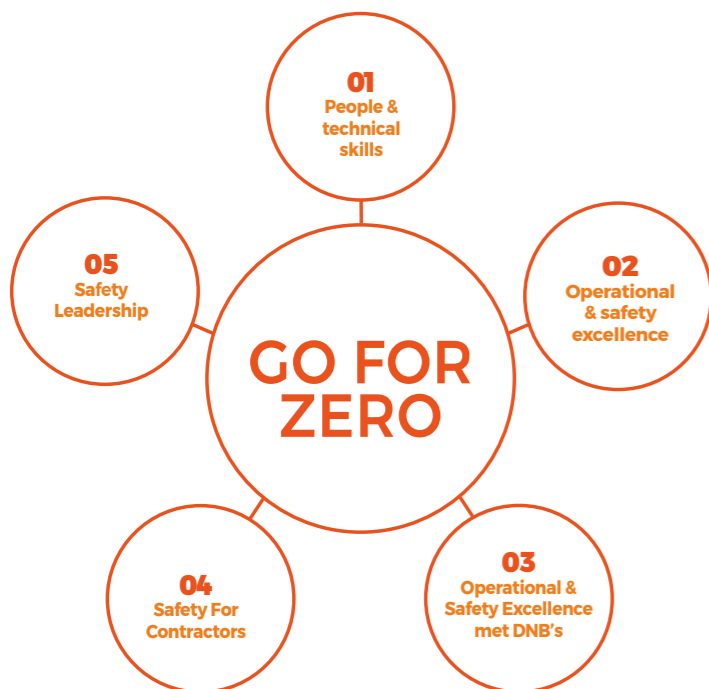 01
People &
technical
skills
02
Operational
& safety
excellence
03
Operational &
Safety Excellence
met DNB's
04
Safety For
Contractors
05
Safety
Leadership
GO FOR
ZERO